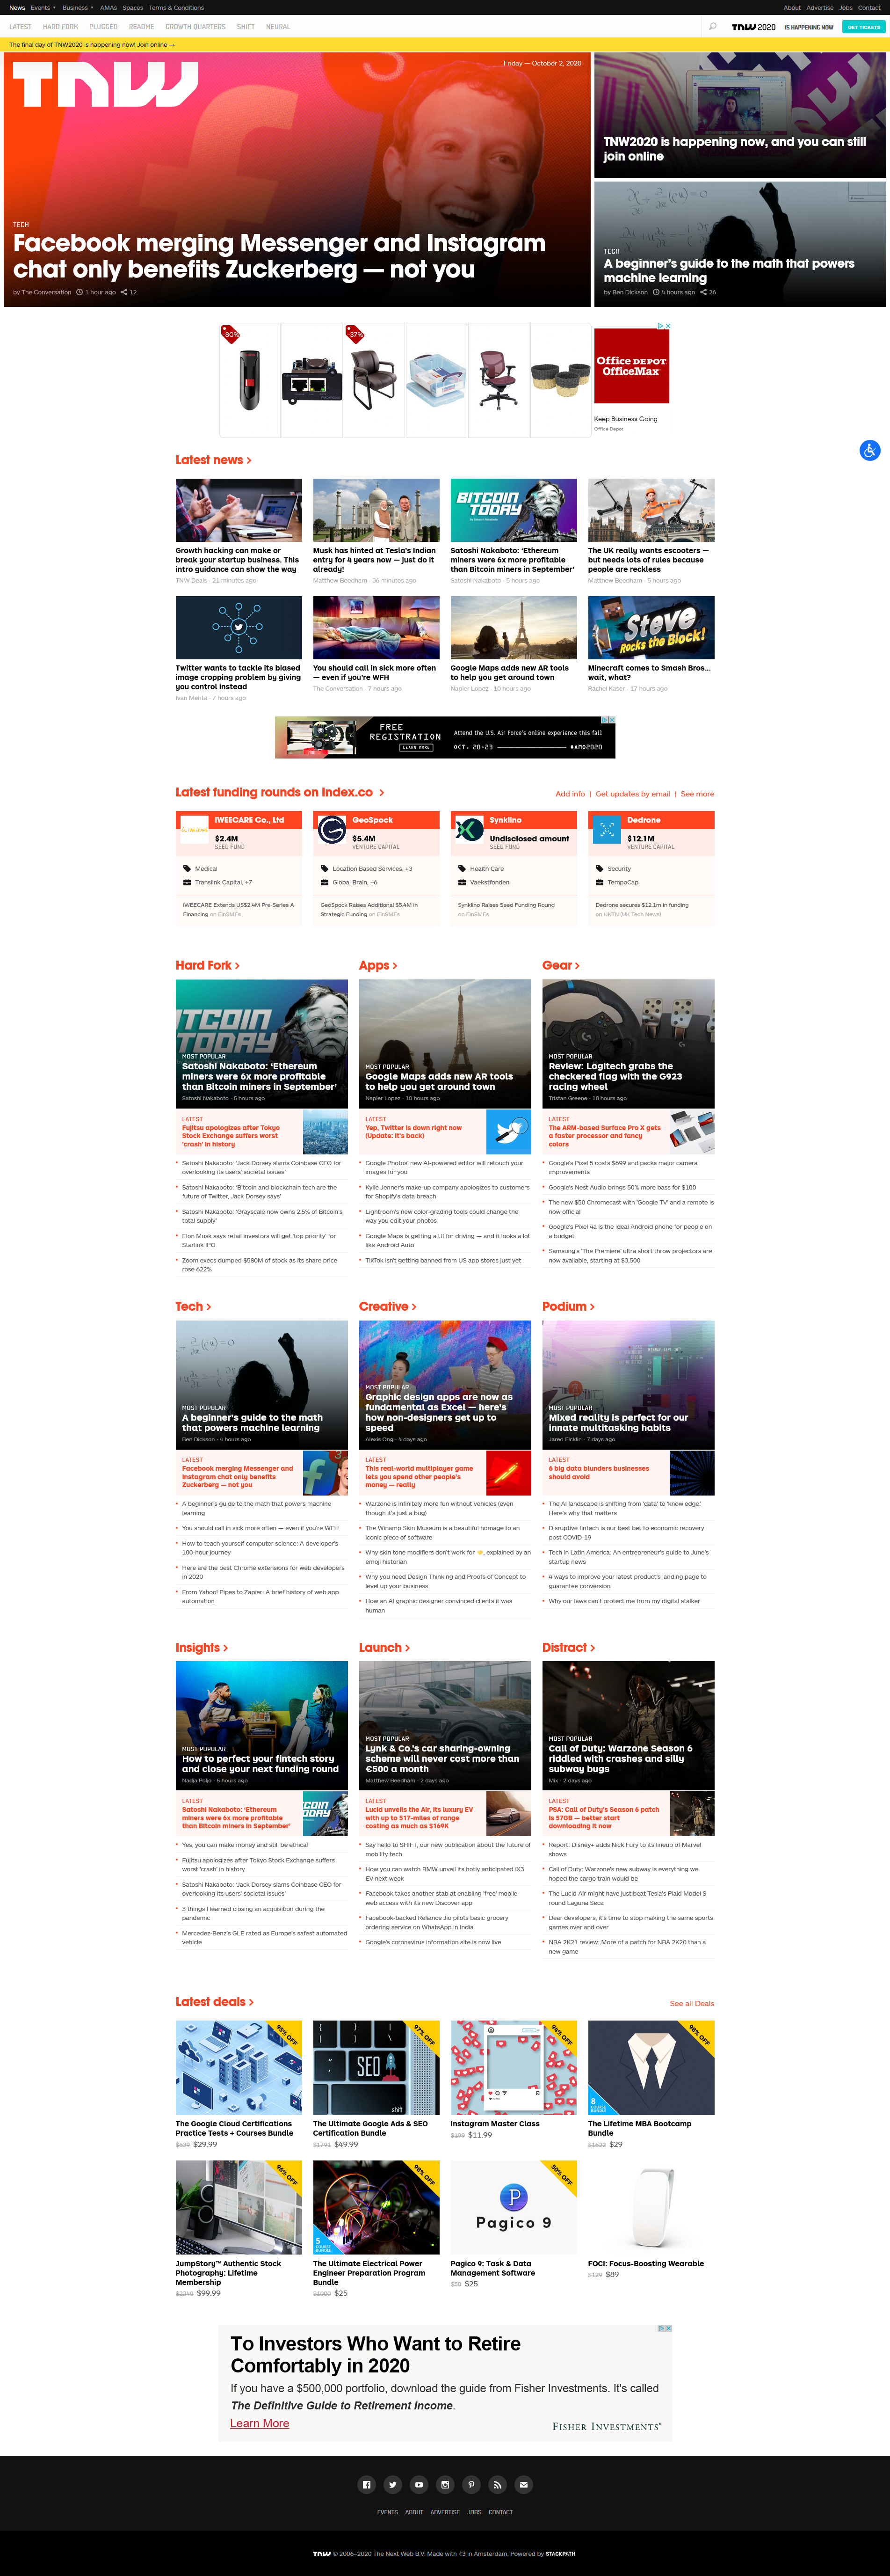 News Events Business AMAs Spaces Terms & Conditions
About Advertise Jobs Contact
LATEST HARD FORK PLUGGED README GROWTH QUARTERS SHIFT NEURAL
TNW2020 IS HAPPENING NOW GET TICKETS
The final day of TNW2020 is happening now! Join online →
TNW
Friday — October 2, 2020
TECH
Facebook merging Messenger and Instagram
chat only benefits Zuckerberg — not you
by The Conversation 1 hour ago 12
TNW2020 is happening now, and you can still
join online
TECH
A beginner's guide to the math that powers
machine learning
by Ben Dickson 4 hours ago 26
-80%
-37%
Office DEPOT
OfficeMax
Keep Business Going
Office Depot
Latest news
BITCOIN
TODAY
Growth hacking can make or
break your startup business. This
intro guidance can show the way
TNW Deals · 21 minutes ago
Musk has hinted at Tesla's Indian
entry for 4 years now — just do it
already!
Matthew Beedham · 36 minutes ago
Satoshi Nakaboto: 'Ethereum
miners were 6x more profitable
than Bitcoin miners in September'
Satoshi Nakaboto · 5 hours ago
The UK really wants escooters —
but needs lots of rules because
people are reckless
Matthew Beedham · 5 hours ago
Steve
Rocks the Block!
Twitter wants to tackle its biased
image cropping problem by giving
you control instead
Ivan Mehta · 7 hours ago
You should call in sick more often
— even if you're WFH
The Conversation · 7 hours ago
Google Maps adds new AR tools
to help you get around town
Napier Lopez · 10 hours ago
Minecraft comes to Smash Bros...
wait, what?
Rachel Kaser · 17 hours ago
FREE
REGISTRATION
LEARN MORE
Attend the U.S. Air Force's online experience this fall
OCT. 20-23 #AMO2020
Latest funding rounds on Index.co
Add info | Get updates by email | See more
IWEECARE Co., Ltd
$2.4M
SEED FUND
Medical
Translink Capital, +7
iWEECARE Extends US$2.4M Pre-Series A
Financing on FinSMEs
GeoSpock
$5.4M
VENTURE CAPITAL
Location Based Services, +3
Global Brain, +6
GeoSpock Raises Additional $5.4M in
Strategic Funding on FinSMEs
Synklino
Undisclosed amount
SEED FUND
Health Care
Vaekstfonden
Synklino Raises Seed Funding Round
on FinSMEs
Dedrone
$12.1M
VENTURE CAPITAL
Security
TempoCap
Dedrone secures $12.1m in funding
on UKTN (UK Tech News)
Hard Fork
ITCOIN
MOST POPULAR
Satoshi Nakaboto: 'Ethereum
miners were 6x more profitable
than Bitcoin miners in September'
Satoshi Nakaboto · 5 hours ago
LATEST
Fujitsu apologizes after Tokyo
Stock Exchange suffers worst
'crash' in history
Satoshi Nakaboto: 'Jack Dorsey slams Coinbase CEO for
overlooking its users' societal issues'
Satoshi Nakaboto: 'Bitcoin and blockchain tech are the
future of Twitter, Jack Dorsey says'
Satoshi Nakaboto: 'Grayscale now owns 2.5% of Bitcoin's
total supply'
Elon Musk says retail investors will get 'top priority' for
Starlink IPO
Zoom execs dumped $580M of stock as its share price
rose 622%
Apps
MOST POPULAR
Google Maps adds new AR tools
to help you get around town
Napier Lopez · 10 hours ago
LATEST
Yep, Twitter is down right now
(Update: It's back)
Google Photos' new AI-powered editor will retouch your
images for you
Kylie Jenner's make-up company apologizes to customers
for Shopify's data breach
Lightroom's new color-grading tools could change the
way you edit your photos
Google Maps is getting a UI for driving — and it looks a lot
like Android Auto
TikTok isn't getting banned from US app stores just yet
Gear
MOST POPULAR
Review: Logitech grabs the
checkered flag with the G923
racing wheel
Tristan Greene · 18 hours ago
LATEST
The ARM-based Surface Pro X gets
a faster processor and fancy
colors
Google's Pixel 5 costs $699 and packs major camera
improvements
Google's Nest Audio brings 50% more bass for $100
The new $50 Chromecast with 'Google TV' and a remote is
now official
Google's Pixel 4a is the ideal Android phone for people on
a budget
Samsung's 'The Premiere' ultra short throw projectors are
now available, starting at $3,500
Tech
MOST POPULAR
A beginner's guide to the math
that powers machine learning
Ben Dickson · 4 hours ago
LATEST
Facebook merging Messenger and
Instagram chat only benefits
Zuckerberg — not you
A beginner's guide to the math that powers machine
learning
You should call in sick more often — even if you're WFH
How to teach yourself computer science: A developer's
100-hour journey
Here are the best Chrome extensions for web developers
in 2020
From Yahoo! Pipes to Zapier: A brief history of web app
automation
Creative
MOST POPULAR
Graphic design apps are now as
fundamental as Excel — here's
how non-designers get up to
speed
Alexis Ong · 4 days ago
LATEST
This real-world multiplayer game
lets you spend other people's
money — really
Warzone is infinitely more fun without vehicles (even
though it's just a bug)
The Winamp Skin Museum is a beautiful homage to an
iconic piece of software
Why skin tone modifiers don't work for 🤝, explained by an
emoji historian
Why you need Design Thinking and Proofs of Concept to
level up your business
How an AI graphic designer convinced clients it was
human
Podium
MOST POPULAR
Mixed reality is perfect for our
innate multitasking habits
Jared Ficklin · 7 days ago
LATEST
6 big data blunders businesses
should avoid
The AI landscape is shifting from 'data' to 'knowledge.'
Here's why that matters
Disruptive fintech is our best bet to economic recovery
post COVID-19
Tech in Latin America: An entrepreneur's guide to June's
startup news
4 ways to improve your latest product's landing page to
guarantee conversion
Why our laws can't protect me from my digital stalker
Insights
MOST POPULAR
How to perfect your fintech story
and close your next funding round
Nadja Poljo · 5 hours ago
LATEST
Satoshi Nakaboto: 'Ethereum
miners were 6x more profitable
than Bitcoin miners in September'
Yes, you can make money and still be ethical
Fujitsu apologizes after Tokyo Stock Exchange suffers
worst 'crash' in history
Satoshi Nakaboto: 'Jack Dorsey slams Coinbase CEO for
overlooking its users' societal issues'
3 things I learned closing an acquisition during the
pandemic
Mercedez-Benz's GLE rated as Europe's safest automated
vehicle
Launch
MOST POPULAR
Lynk & Co.'s car sharing-owning
scheme will never cost more than
€500 a month
Matthew Beedham · 2 days ago
LATEST
Lucid unveils the Air, its luxury EV
with up to 517-miles of range
costing as much as $169K
Say hello to SHIFT, our new publication about the future of
mobility tech
How you can watch BMW unveil its hotly anticipated iX3
EV next week
Facebook takes another stab at enabling 'free' mobile
web access with its new Discover app
Facebook-backed Reliance Jio pilots basic grocery
ordering service on WhatsApp in India
Google's coronavirus information site is now live
Distract
MOST POPULAR
Call of Duty: Warzone Season 6
riddled with crashes and silly
subway bugs
Mix · 2 days ago
LATEST
PSA: Call of Duty's Season 6 patch
is 57GB — better start
downloading it now
Report: Disney+ adds Nick Fury to its lineup of Marvel
shows
Call of Duty: Warzone's new subway is everything we
hoped the cargo train would be
The Lucid Air might have just beat Tesla's Plaid Model S
round Laguna Seca
Dear developers, it's time to stop making the same sports
games over and over
NBA 2K21 review: More of a patch for NBA 2K20 than a
new game
Latest deals
See all Deals
95% OFF
The Google Cloud Certifications
Practice Tests + Courses Bundle
$639 $29.99
97% OFF
SEO
shift
The Ultimate Google Ads & SEO
Certification Bundle
$1791 $49.99
94% OFF
Instagram Master Class
$199 $11.99
98% OFF
8
COURSE
BUNDLE
The Lifetime MBA Bootcamp
Bundle
$1622 $29
96% OFF
JumpStory™ Authentic Stock
Photography: Lifetime
Membership
$2340 $99.99
98% OFF
5
COURSE
BUNDLE
The Ultimate Electrical Power
Engineer Preparation Program
Bundle
$1000 $25
50% OFF
Pagico 9
Pagico 9: Task & Data
Management Software
$50 $25
FOCI: Focus-Boosting Wearable
$129 $89
To Investors Who Want to Retire
Comfortably in 2020
If you have a $500,000 portfolio, download the guide from Fisher Investments. It's called
The Definitive Guide to Retirement Income.
Learn More
FISHER INVESTMENTS®
EVENTS ABOUT ADVERTISE JOBS CONTACT
TNW © 2006–2020 The Next Web B.V. Made with <3 in Amsterdam. Powered by STACKPATH